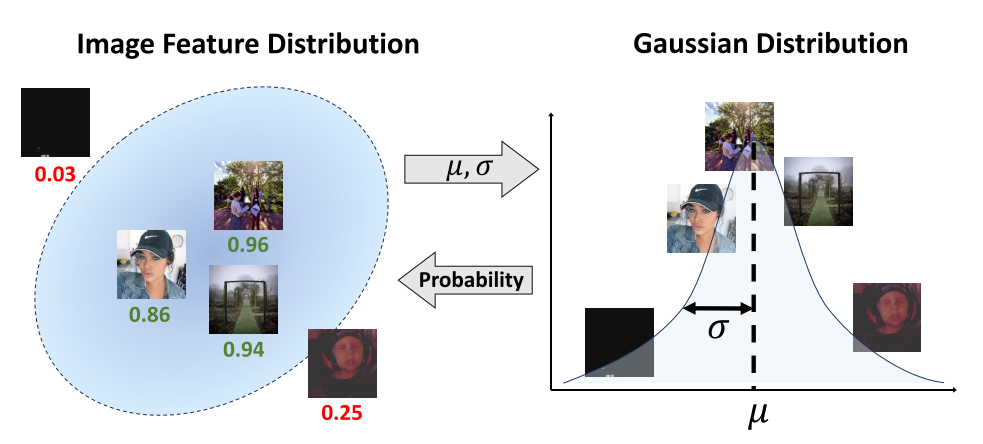 Image Feature Distribution
Gaussian Distribution
0.03
0.96
0.86
0.94
0.25
μ, σ
Probability
σ
μ